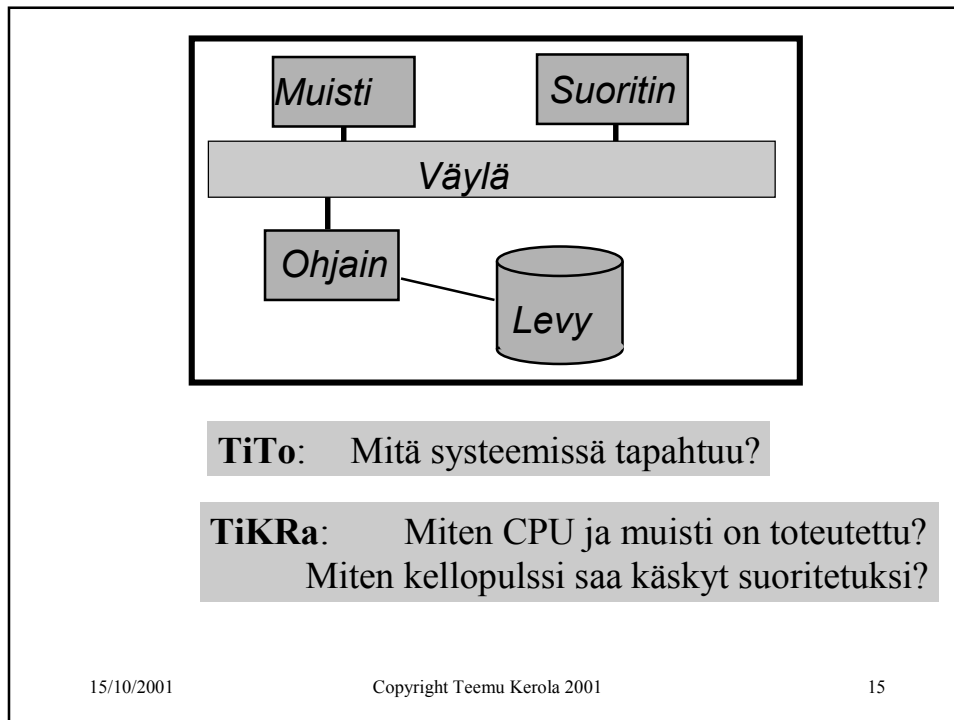 Muisti
Suoritin
Väylä
Ohjain
Levy
TiTo: Mitä systeemissä tapahtuu?
TiKRa: Miten CPU ja muisti on toteutettu?
Miten kellopulssi saa käskyt suoritetuksi?
15/10/2001 Copyright Teemu Kerola 2001 15